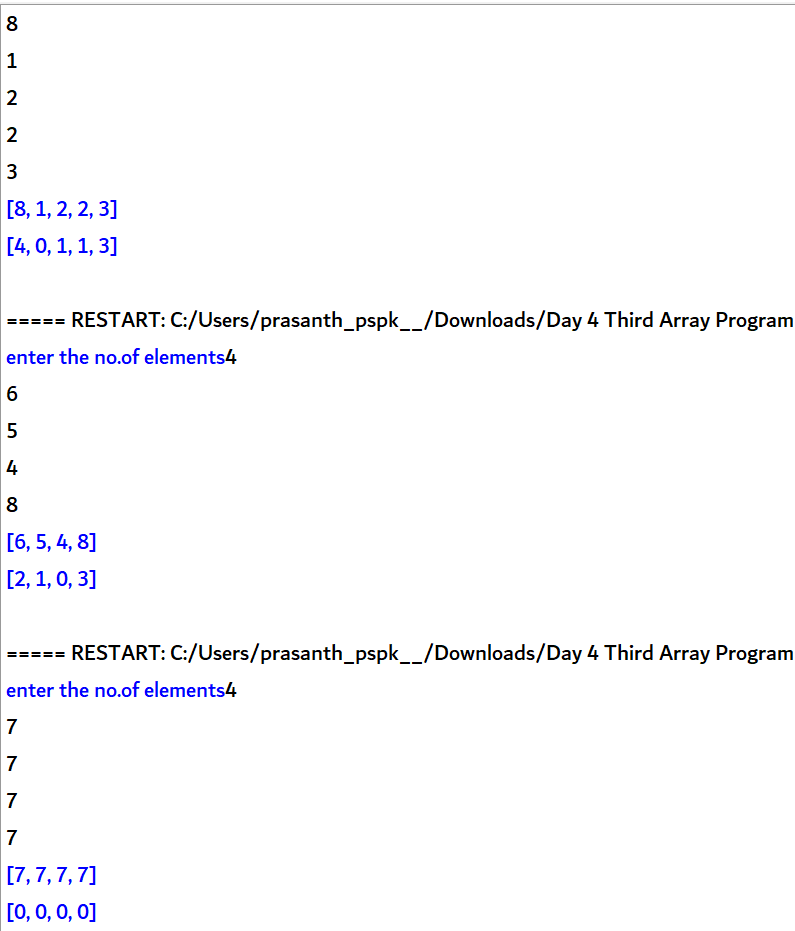 8
1
2
2
3
[8, 1, 2, 2, 3]
[4, 0, 1, 1, 3]
===== RESTART: C:/Users/prasanth_pspk__/Downloads/Day 4 Third Array Program
enter the no.of elements4
6
5
4
8
[6, 5, 4, 8]
[2, 1, 0, 3]
===== RESTART: C:/Users/prasanth_pspk__/Downloads/Day 4 Third Array Program
enter the no.of elements4
7
7
7
7
[7, 7, 7, 7]
[0, 0, 0, 0]